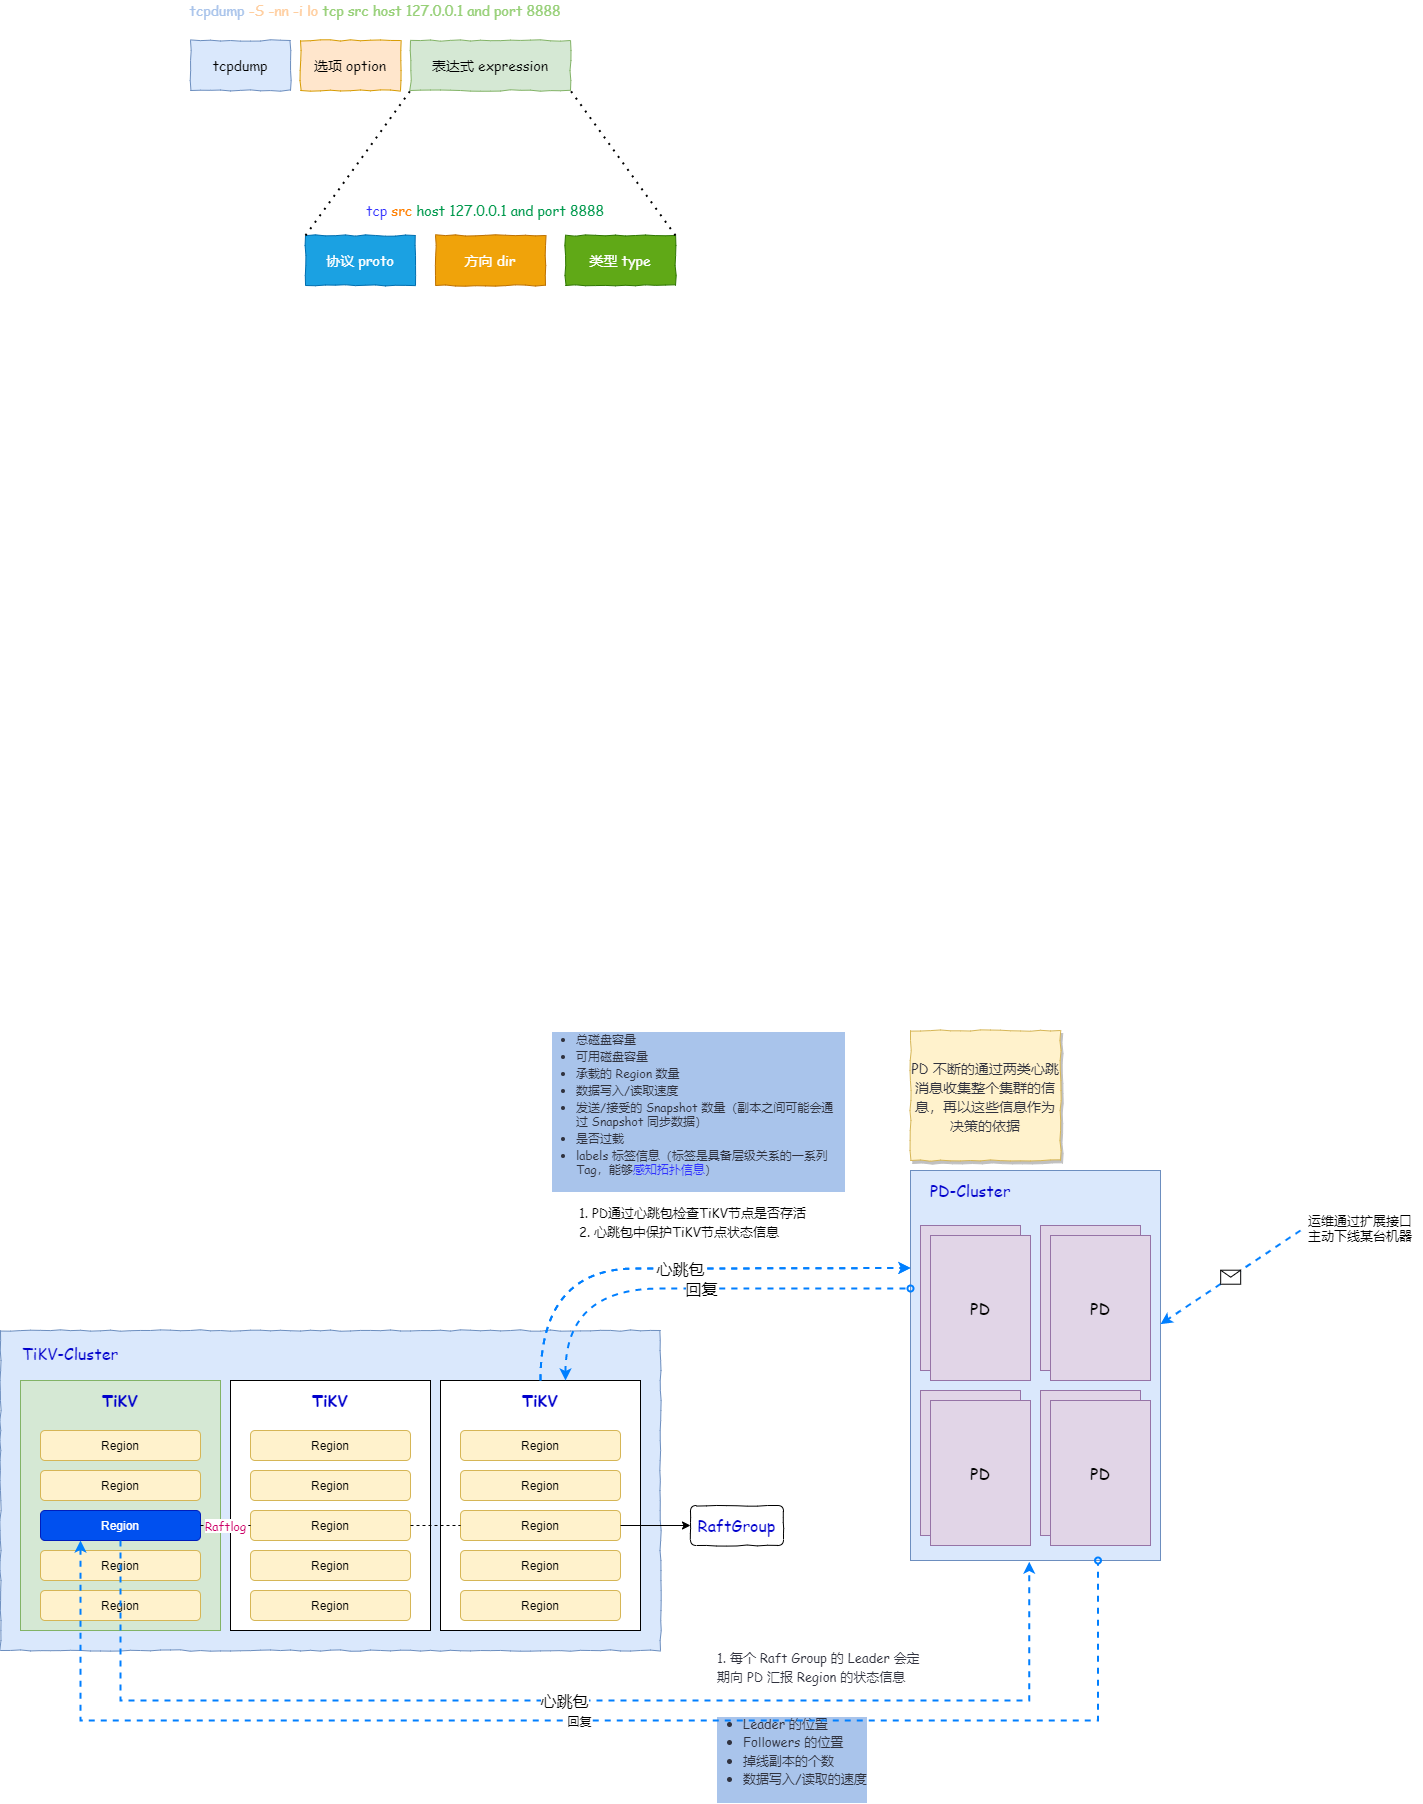 tcpdump -S -nn -i lo tcp src host 127.0.0.1 and port 8888
tcpdump
选项 option
表达式 expression
tcp src host 127.0.0.1 and port 8888
协议 proto
方向 dir
类型 type
总磁盘容量
可用磁盘容量
承载的 Region 数量
数据写入/读取速度
发送/接受的 Snapshot 数量（副本之间可能会通
过 Snapshot 同步数据）
是否过载
labels 标签信息（标签是具备层级关系的一系列
Tag，能够感知拓扑信息）
PD 不断的通过两类心跳
消息收集整个集群的信
息，再以这些信息作为
决策的依据
1. PD通过心跳包检查TiKV节点是否存活
2. 心跳包中保护TiKV节点状态信息
PD-Cluster
运维通过扩展接口
主动下线某台机器
心跳包
回复
PD
PD
PD
PD
TiKV-Cluster
TiKV
TiKV
TiKV
Region
Region
Region
Region
Region
Region
Region
Raftlog
Region
Region
RaftGroup
Region
Region
Region
Region
Region
Region
1. 每个 Raft Group 的 Leader 会定
期向 PD 汇报 Region 的状态信息
心跳包
回复
Leader 的位置
Followers 的位置
掉线副本的个数
数据写入/读取的速度